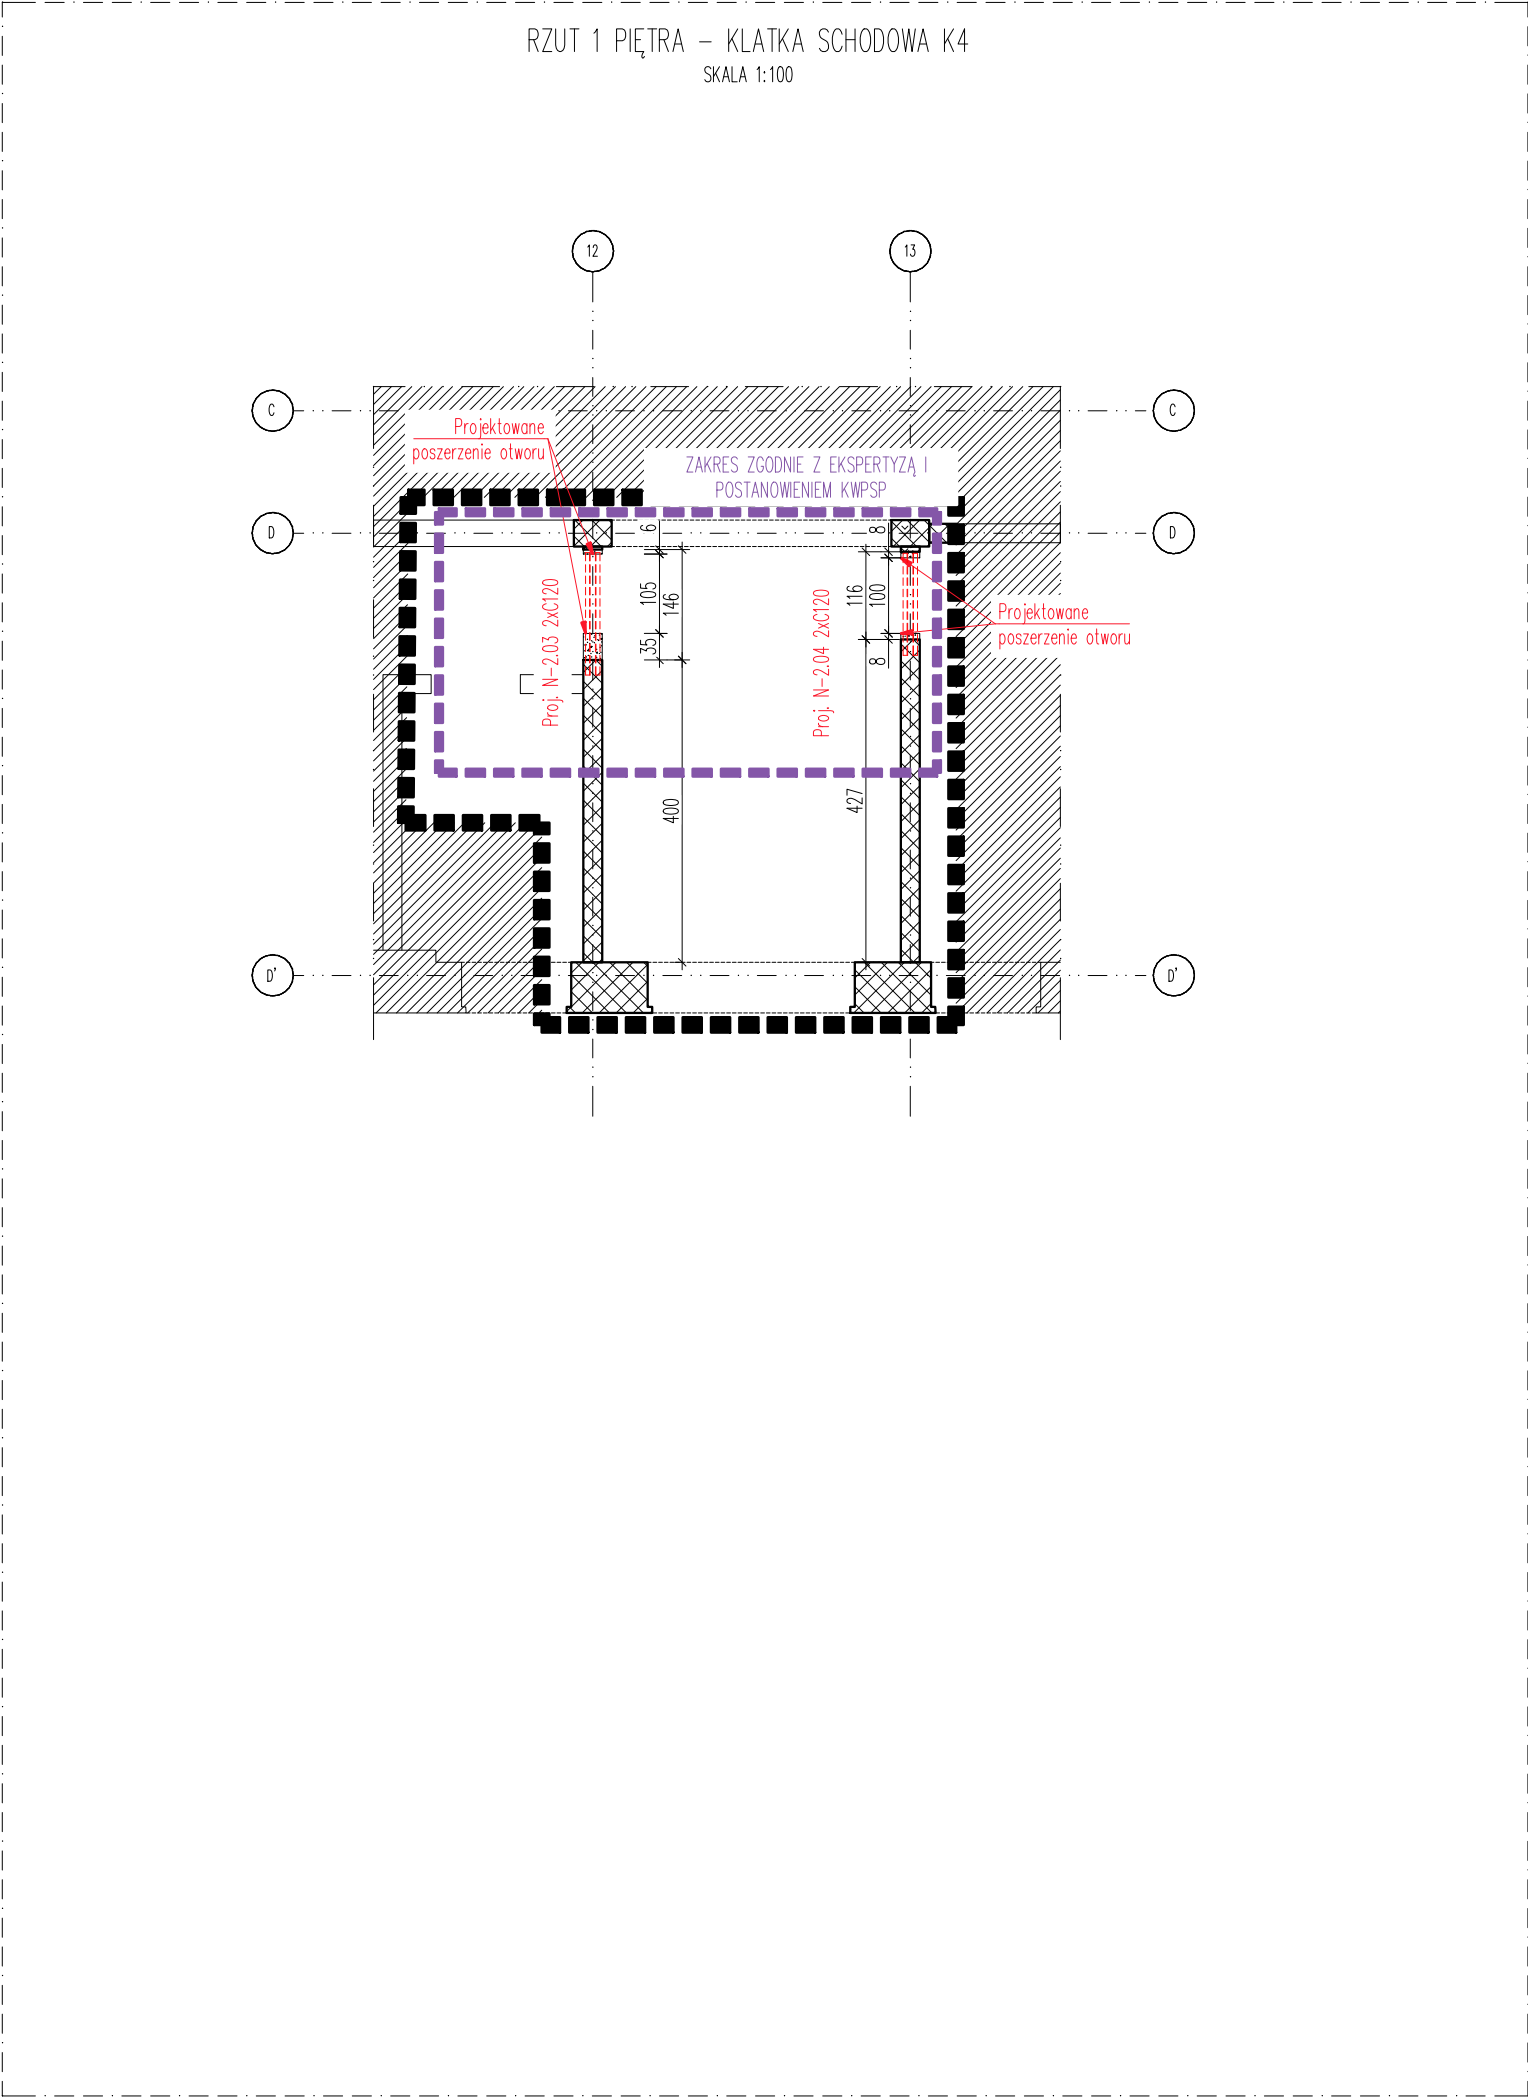 RZUT 1 PIĘTRA – KLATKA SCHODOWA K4
SKALA 1:100
12
13
C
C
Projektowane
poszerzenie otworu
ZAKRES ZGODNIE Z EKSPERTYZĄ I
POSTANOWIENIEM KWPSP
D
D
6
105
146
35
400
8
116
100
8
427
Proj. N-2.03 2xC120
Proj. N-2.04 2xC120
Projektowane
poszerzenie otworu
D'
D'